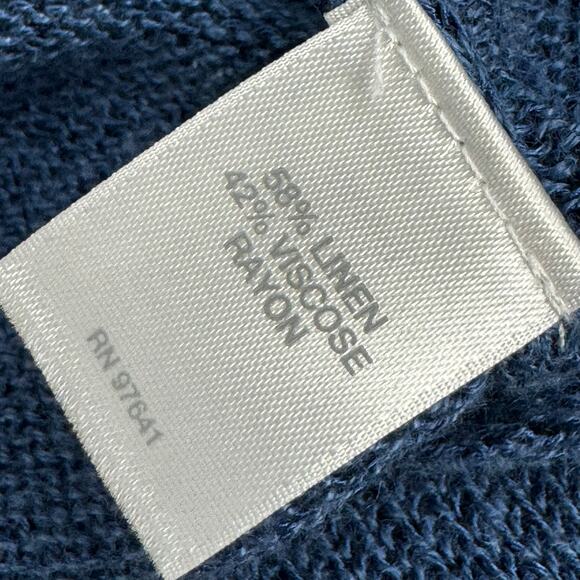 58% LINEN
42% VISCOSE
RAYON
RN 97641